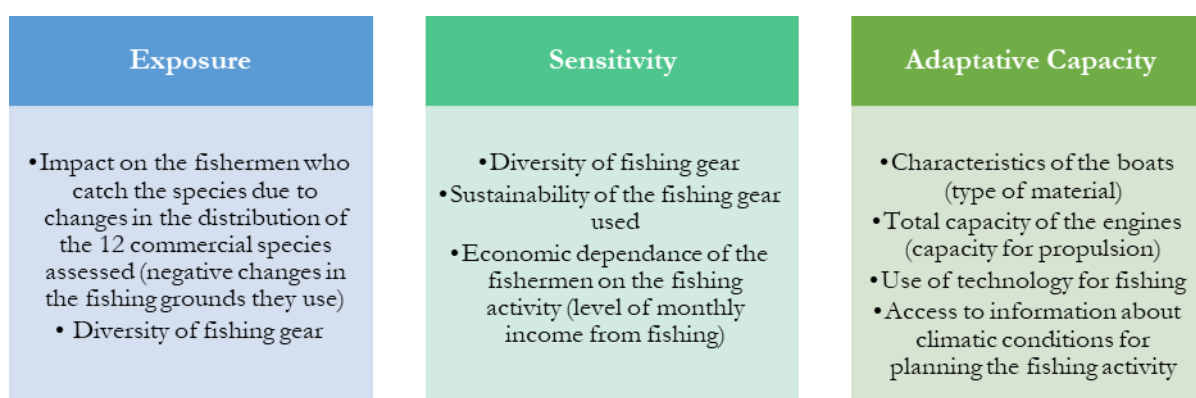 Exposure
•Impact on the fishermen who
catch the species due to
changes in the distribution of
the 12 commercial species
assessed (negative changes in
the fishing grounds they use)
• Diversity of fishing gear
Sensitivity
•Diversity of fishing gear
•Sustainability of the fishing gear
used
•Economic dependance of the
fishermen on the fishing
activity (level of monthly
income from fishing)
Adaptative Capacity
•Characteristics of the boats
(type of material)
•Total capacity of the engines
(capacity for propulsion)
•Use of technology for fishing
•Access to information about
climatic conditions for
planning the fishing activity